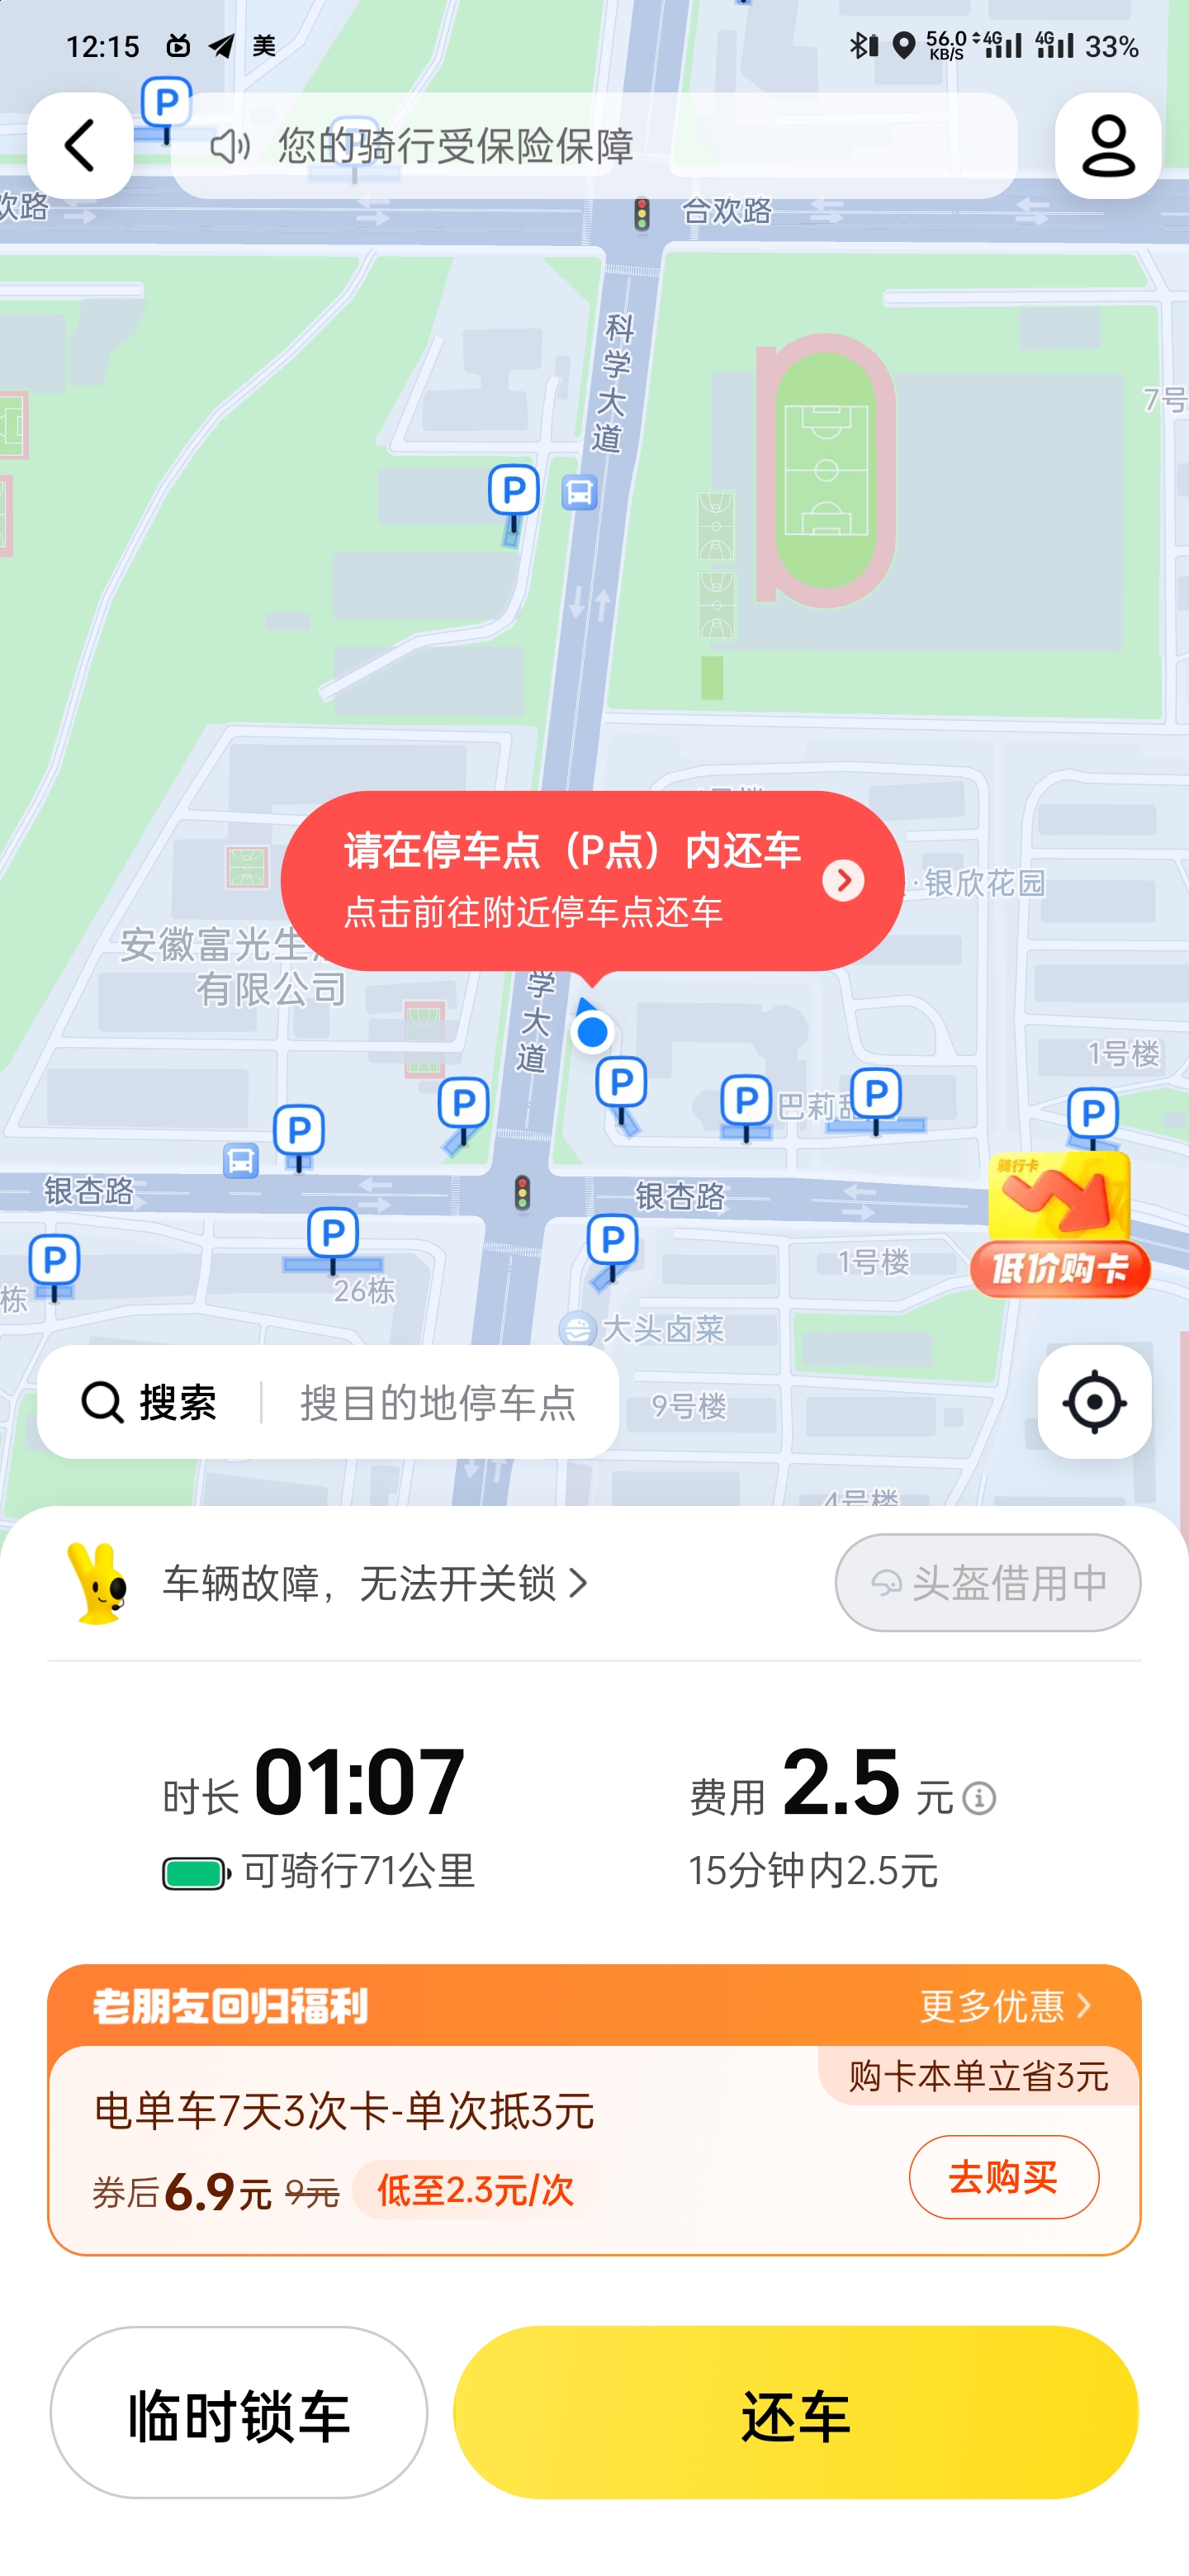 12:15
美
56.0 KB/S
4G
4G
33%
P
您的骑行受保险保障
欢路
合欢路
科学大道
7号
P
请在停车点（P点）内还车
点击前往附近停车点还车
银欣花园
安徽富光生
有限公司
学大道
1号楼
P
P
P
P
P
P
巴莉甜
骑行卡
低价购卡
银杏路
银杏路
P
P
P
1号楼
栋
26栋
大头卤菜
搜索
搜目的地停车点
9号楼
4号楼
车辆故障，无法开关锁
头盔借用中
时长 01:07
费用 2.5 元
可骑行71公里
15分钟内2.5元
老朋友回归福利
更多优惠
购卡本单立省3元
电单车7天3次卡-单次抵3元
券后6.9元 9元 低至2.3元/次
去购买
临时锁车
还车